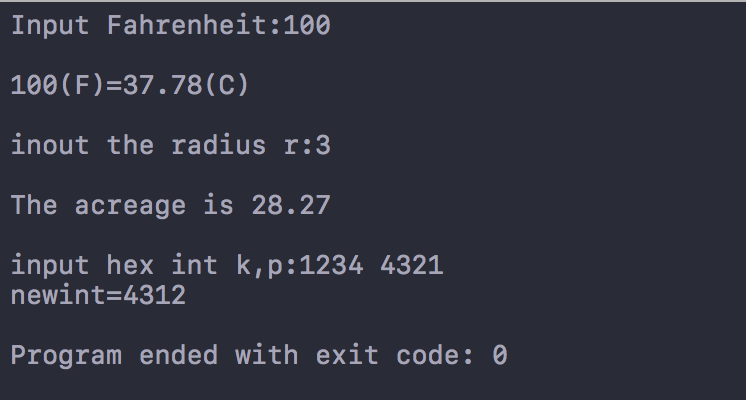 Input Fahrenheit:100
100(F)=37.78(C)
inout the radius r:3
The acreage is 28.27
input hex int k,p:1234 4321
newint=4312
Program ended with exit code: 0